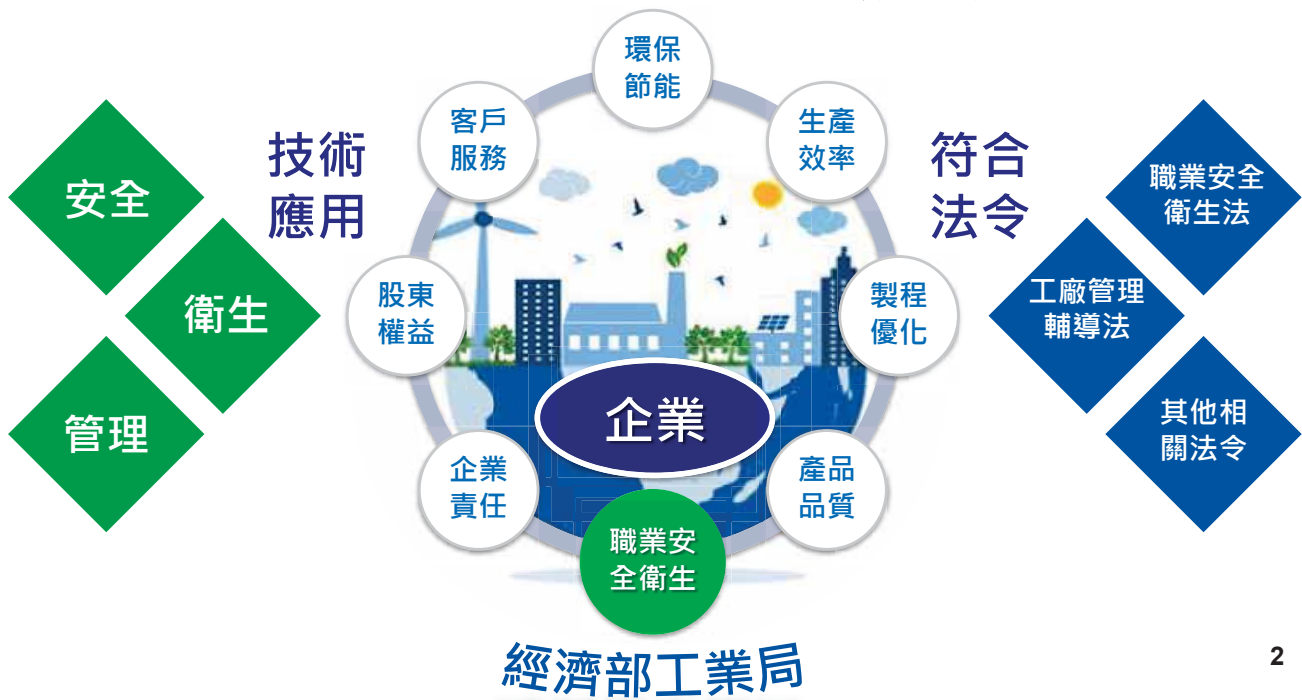 環保
節能
客戶
服務
生產
效率
技術
應用
符合
法令
安全
衛生
管理
職業安全
衛生法
工廠管理
輔導法
其他相
關法令
股東
權益
製程
優化
企業
企業
責任
產品
品質
職業安
全衛生
經濟部工業局
2